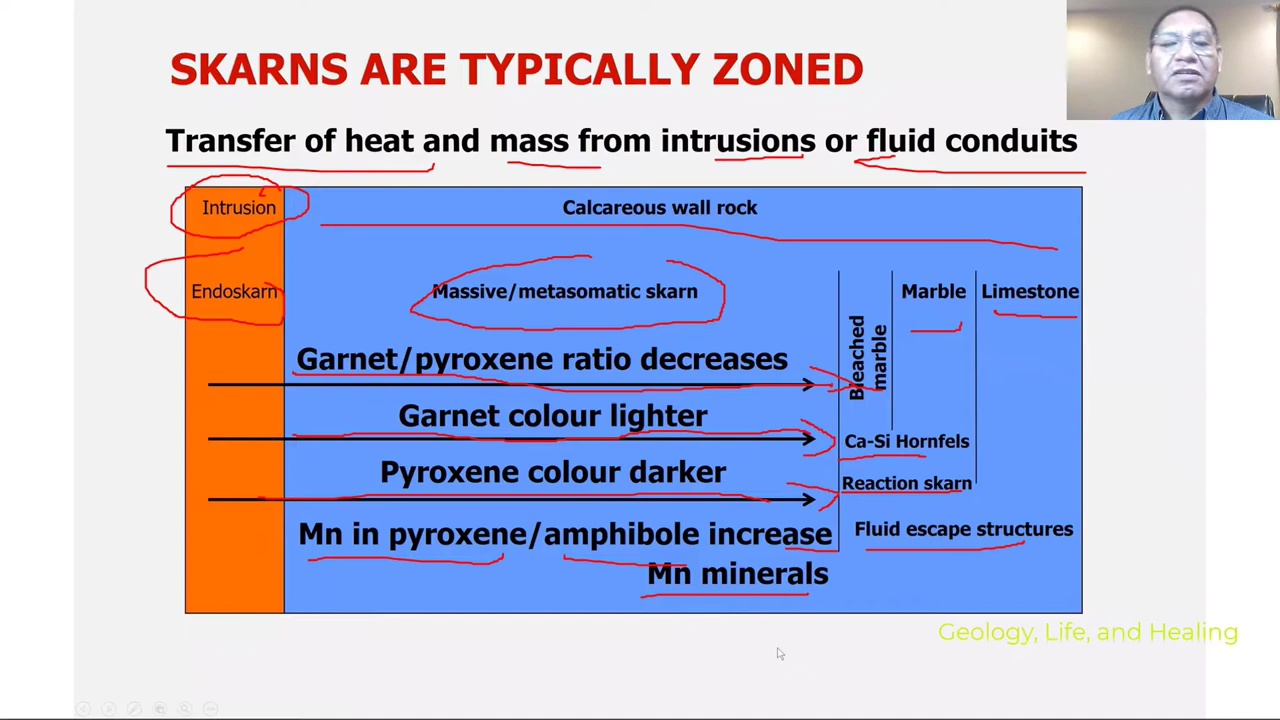 SKARNS ARE TYPICALLY ZONED
Transfer of heat and mass from intrusions or fluid conduits
Intrusion
Calcareous wall rock
Endoskarn
Massive/metasomatic skarn
Bleached
marble
Marble
Limestone
Garnet/pyroxene ratio decreases
Garnet colour lighter
Ca-Si Hornfels
Pyroxene colour darker
Reaction skarn
Mn in pyroxene/amphibole increase
Fluid escape structures
Mn minerals
Geology, Life, and Healing